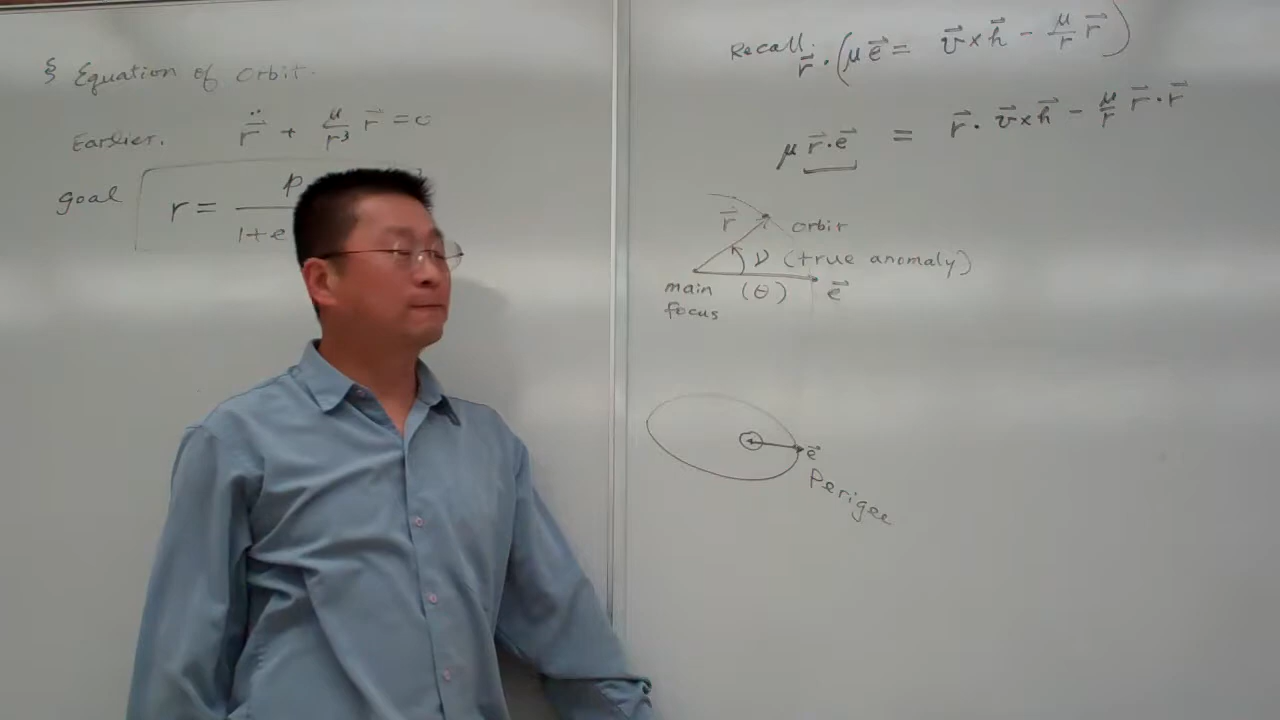 § Equation of Orbit.
Earlier. r⃗̈ + μ/r³ r⃗ = 0
goal r = p / 1+e
Recall: r⃗ · (μe⃗ = v⃗×h⃗ − μ/r r⃗)
μ r⃗·e⃗ = r⃗· v⃗×h⃗ − μ/r r⃗·r⃗
r⃗ orbit
ν (true anomaly)
main (θ) e⃗
focus
e⃗
Perigee